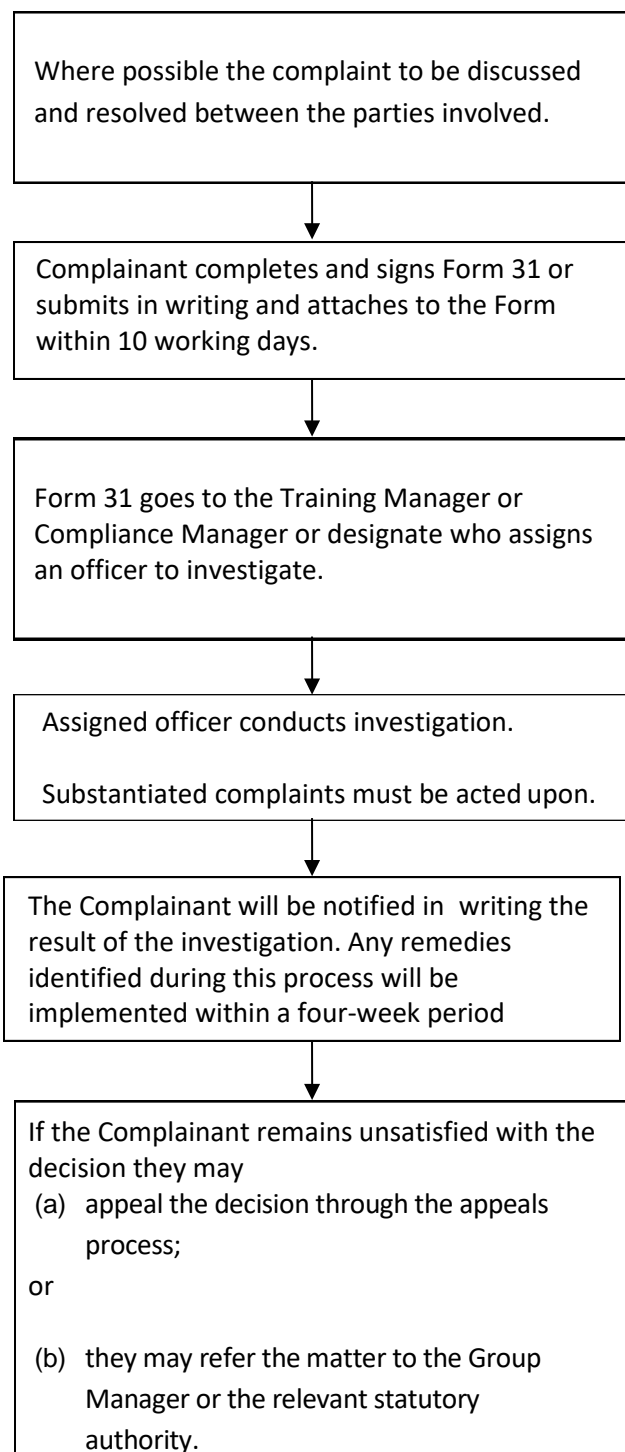 Where possible the complaint to be discussed
and resolved between the parties involved.
Complainant completes and signs Form 31 or
submits in writing and attaches to the Form
within 10 working days.
Form 31 goes to the Training Manager or
Compliance Manager or designate who assigns
an officer to investigate.
Assigned officer conducts investigation.
Substantiated complaints must be acted upon.
The Complainant will be notified in  writing the
result of the investigation. Any remedies
identified during this process will be
implemented within a four-week period
If the Complainant remains unsatisfied with the
decision they may
(a) appeal the decision through the appeals
process;
or
(b) they may refer the matter to the Group
Manager or the relevant statutory
authority.